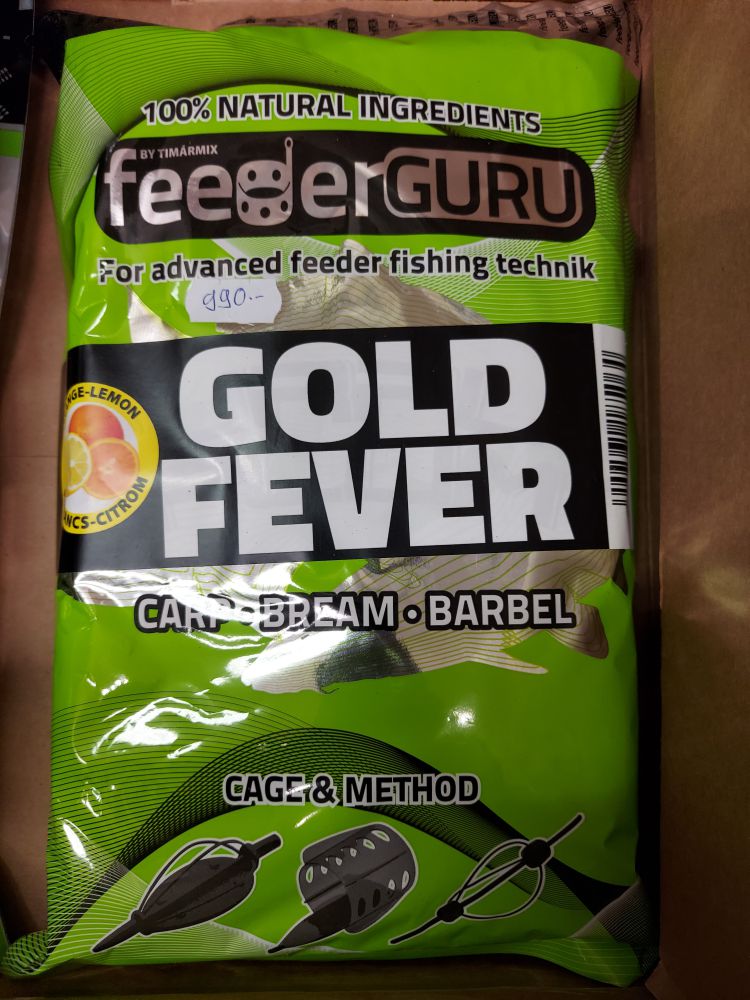 100% NATURAL INGREDIENTS
BY TIMÁRMIX
feederGURU
For advanced feeder fishing technik
990.-
GOLD
FEVER
CARP • BREAM • BARBEL
CAGE & METHOD